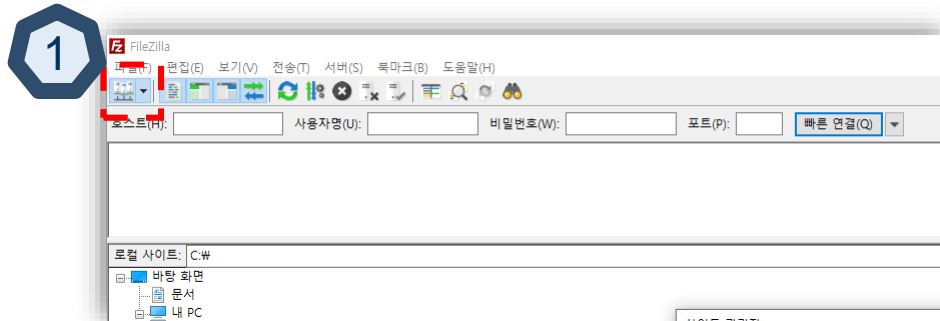 1
FileZilla
파일(F) 편집(E) 보기(V) 전송(T) 서버(S) 북마크(B) 도움말(H)
호스트(H): 사용자명(U): 비밀번호(W): 포트(P): 빠른 연결(Q)
로컬 사이트: C:₩
바탕 화면
문서
내 PC